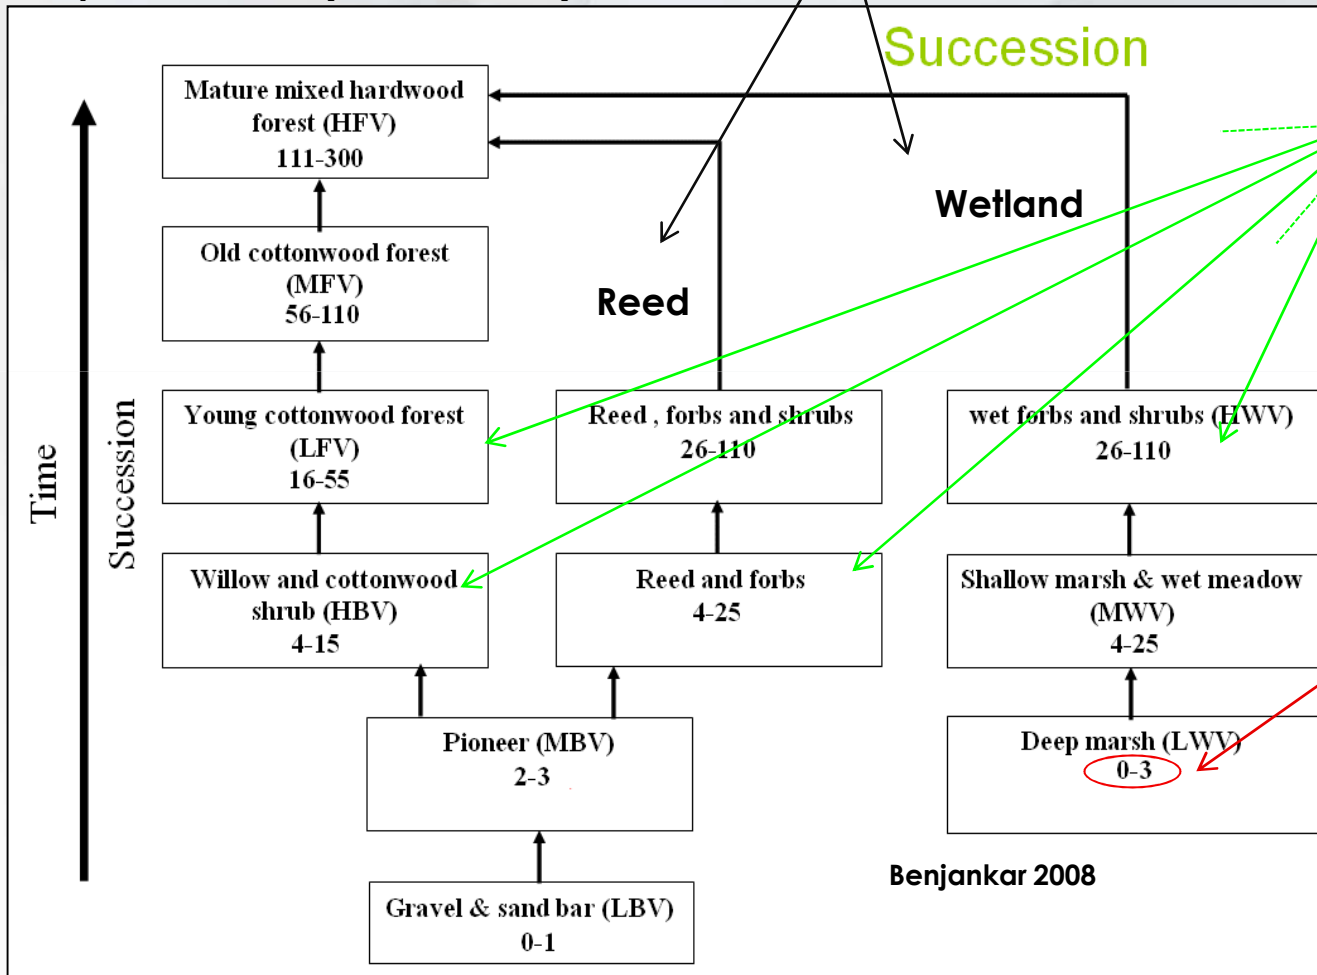 Succession
Mature mixed hardwood
forest (HFV)
111-300
Wetland
Old cottonwood forest
(MFV)
56-110
Reed
Young cottonwood forest
(LFV)
16-55
Reed , forbs and shrubs
26-110
wet forbs and shrubs (HWV)
26-110
Time
Succession
Willow and cottonwood
shrub (HBV)
4-15
Reed and forbs
4-25
Shallow marsh & wet meadow
(MWV)
4-25
Pioneer (MBV)
2-3
Deep marsh (LWV)
0-3
Benjankar 2008
Gravel & sand bar (LBV)
0-1